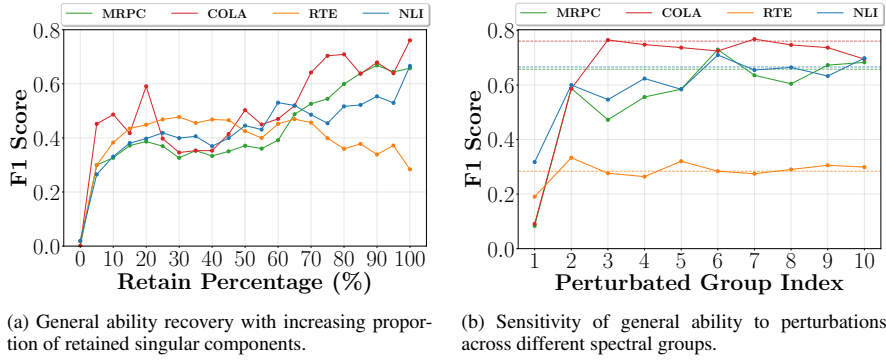 MRPC COLA RTE NLI
0.8
0.6
0.4
0.2
0.0
F1 Score
0 10 20 30 40 50 60 70 80 90 100
Retain Percentage (%)
(a) General ability recovery with increasing propor-
tion of retained singular components.
MRPC COLA RTE NLI
0.8
0.6
0.4
0.2
0.0
F1 Score
1 2 3 4 5 6 7 8 9 10
Perturbated Group Index
(b) Sensitivity of general ability to perturbations
across different spectral groups.